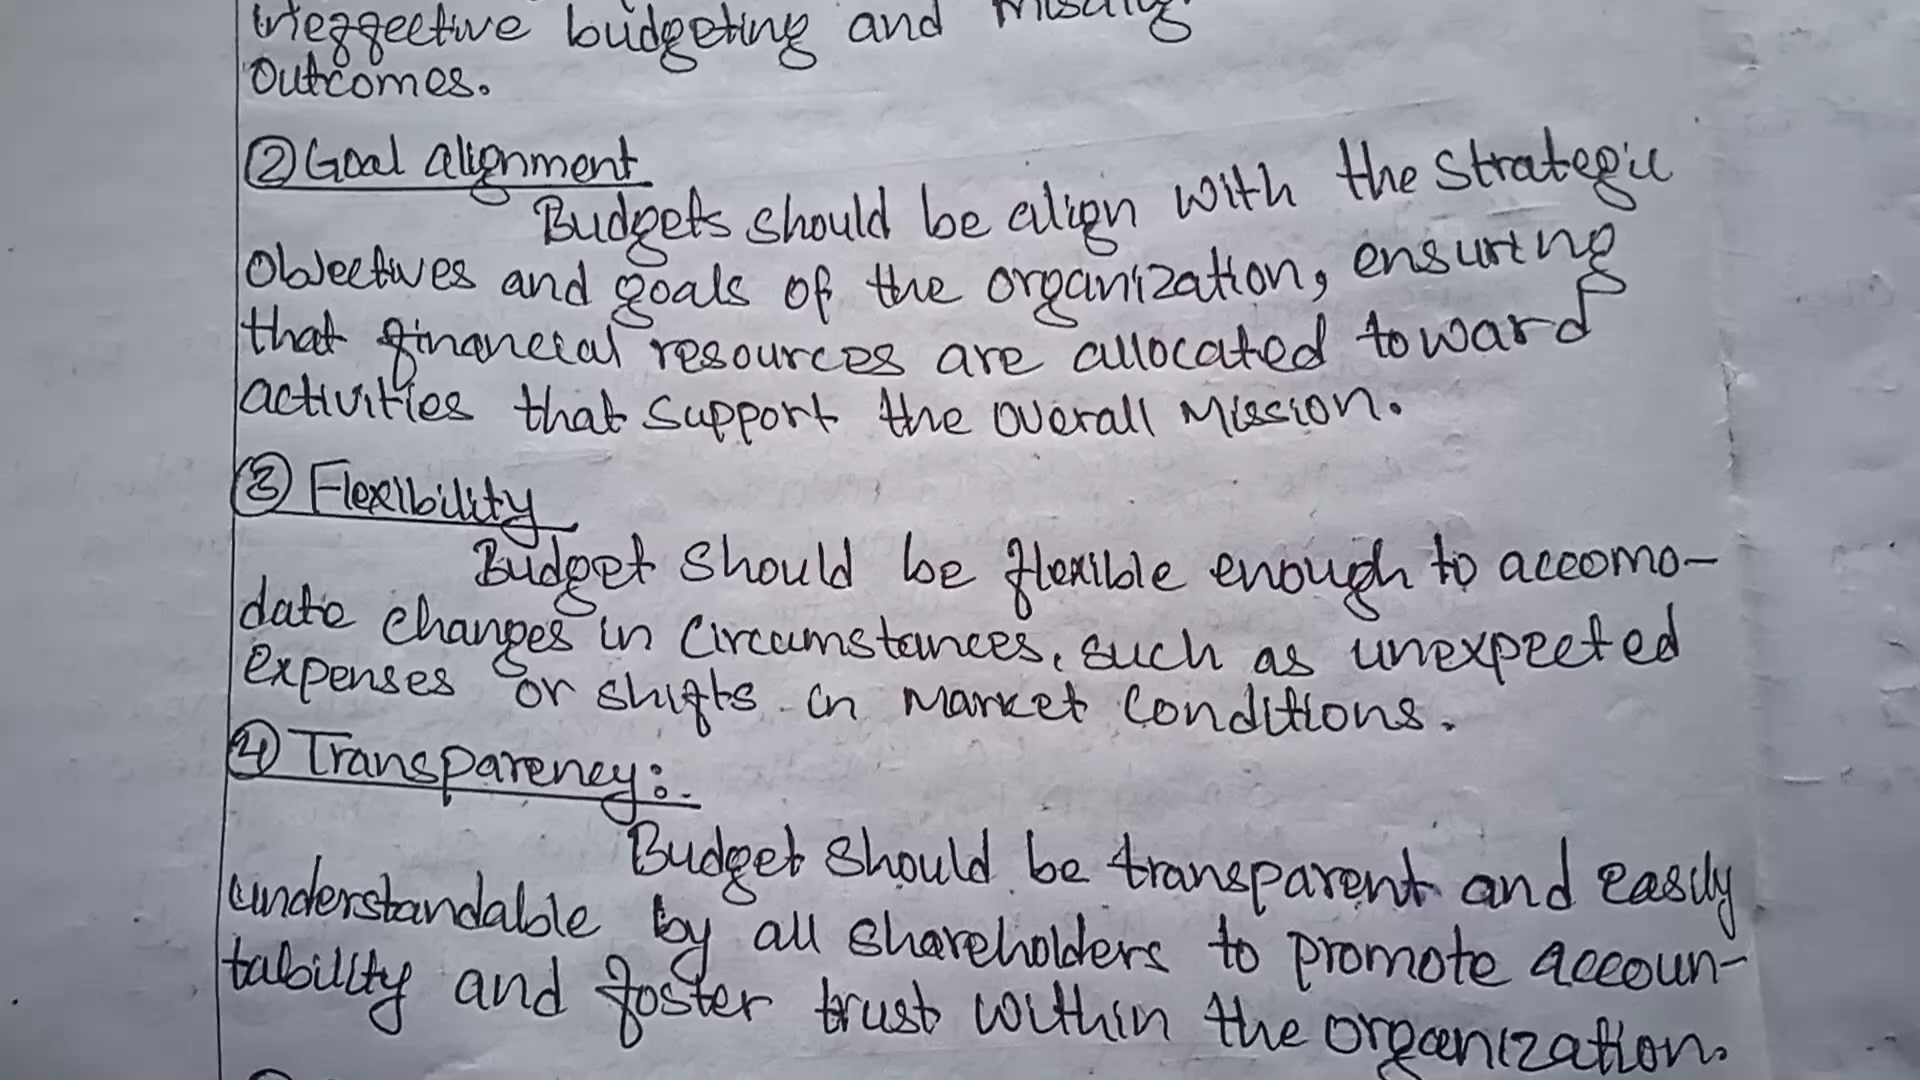 ineffective budgeting and
outcomes.
② Goal alignment
Budgets should be align with the strategic
objectives and goals of the organization, ensuring
that financial resources are allocated toward
activities that support the overall Mission.
③ Flexibility
Budget should be flexible enough to accomo-
date changes in circumstances, such as unexpected
expenses or shifts in Market conditions.
④ Transparency:-
Budget should be transparent and easily
understandable by all shareholders to promote accoun-
tability and foster trust within the organization.